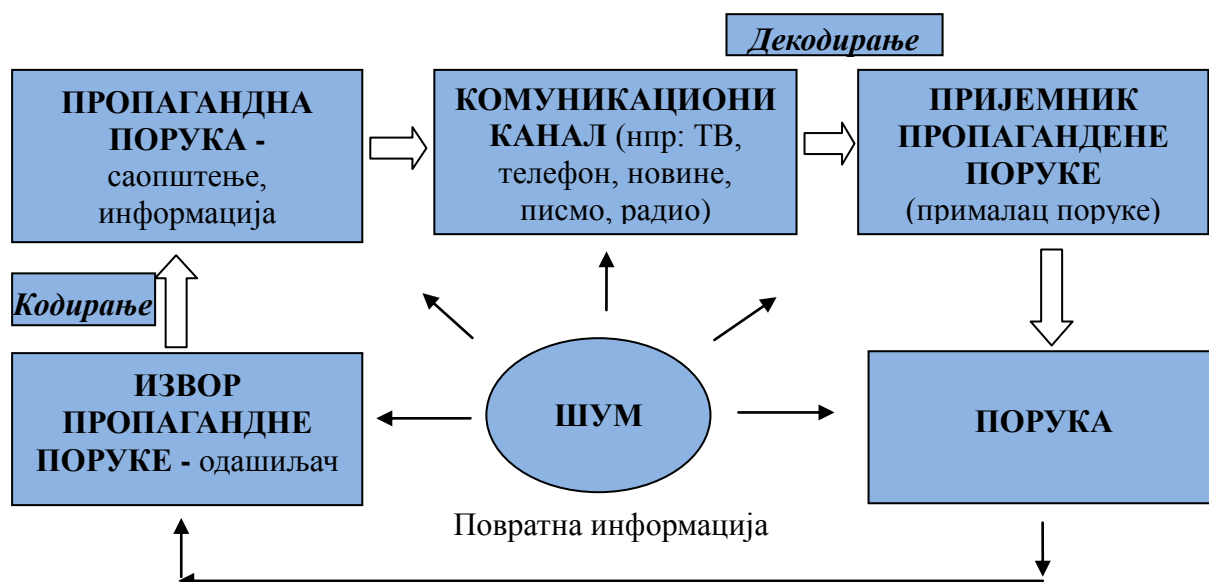 Декодирање
ПРОПАГАНДНА
ПОРУКА -
саопштење,
информација
КОМУНИКАЦИОНИ
КАНАЛ (нпр: ТВ,
телефон, новине,
писмо, радио)
ПРИЈЕМНИК
ПРОПАГАНДЕНЕ
ПОРУКЕ
(прималац поруке)
Кодирање
ИЗВОР
ПРОПАГАНДНЕ
ПОРУКЕ - одашиљач
ШУМ
ПОРУКА
Повратна информација